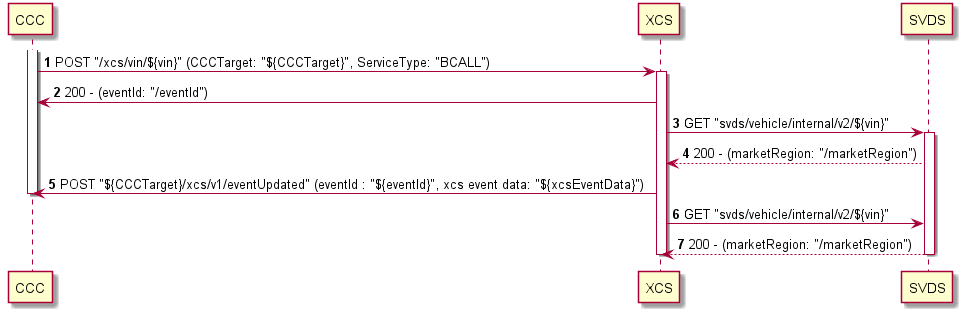 CCC XCS SVDS
1 POST "/xcs/vin/${vin}" (CCCTarget: "${CCCTarget}", ServiceType: "BCALL")
2 200 - (eventId: "/eventId")
3 GET "svds/vehicle/internal/v2/${vin}"
4 200 - (marketRegion: "/marketRegion")
5 POST "${CCCTarget}/xcs/v1/eventUpdated" (eventId : "${eventId}", xcs event data: "${xcsEventData}")
6 GET "svds/vehicle/internal/v2/${vin}"
7 200 - (marketRegion: "/marketRegion")
CCC XCS SVDS